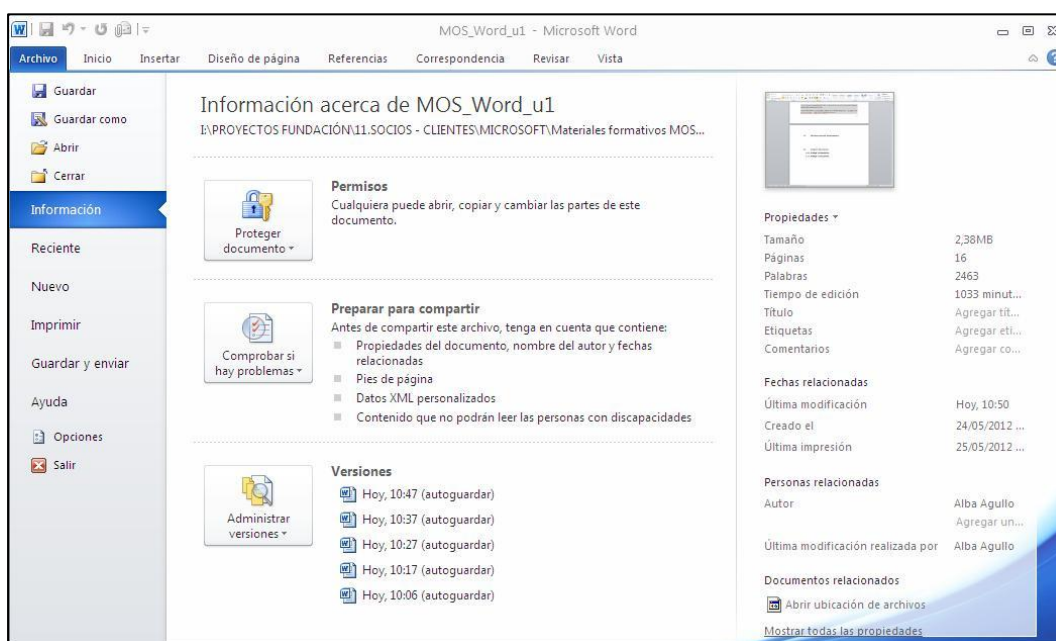 MOS_Word_u1 - Microsoft Word
Archivo Inicio Insertar Diseño de página Referencias Correspondencia Revisar Vista
Guardar
Guardar como
Abrir
Cerrar
Información
Reciente
Nuevo
Imprimir
Guardar y enviar
Ayuda
Opciones
Salir
Información acerca de MOS_Word_u1
I:\PROYECTOS FUNDACIÓN\11.SOCIOS - CLIENTES\MICROSOFT\Materiales formativos MOS...
Proteger
documento
Permisos
Cualquiera puede abrir, copiar y cambiar las partes de este
documento.
Comprobar si
hay problemas
Preparar para compartir
Antes de compartir este archivo, tenga en cuenta que contiene:
Propiedades del documento, nombre del autor y fechas
relacionadas
Pies de página
Datos XML personalizados
Contenido que no podrán leer las personas con discapacidades
Administrar
versiones
Versiones
Hoy, 10:47 (autoguardar)
Hoy, 10:37 (autoguardar)
Hoy, 10:27 (autoguardar)
Hoy, 10:17 (autoguardar)
Hoy, 10:06 (autoguardar)
Propiedades
Tamaño 2,38MB
Páginas 16
Palabras 2463
Tiempo de edición 1033 minut...
Título Agregar tít...
Etiquetas Agregar eti...
Comentarios Agregar co...
Fechas relacionadas
Última modificación Hoy, 10:50
Creado el 24/05/2012 ...
Última impresión 25/05/2012 ...
Personas relacionadas
Autor Alba Agullo
Agregar un...
Última modificación realizada por Alba Agullo
Documentos relacionados
Abrir ubicación de archivos
Mostrar todas las propiedades